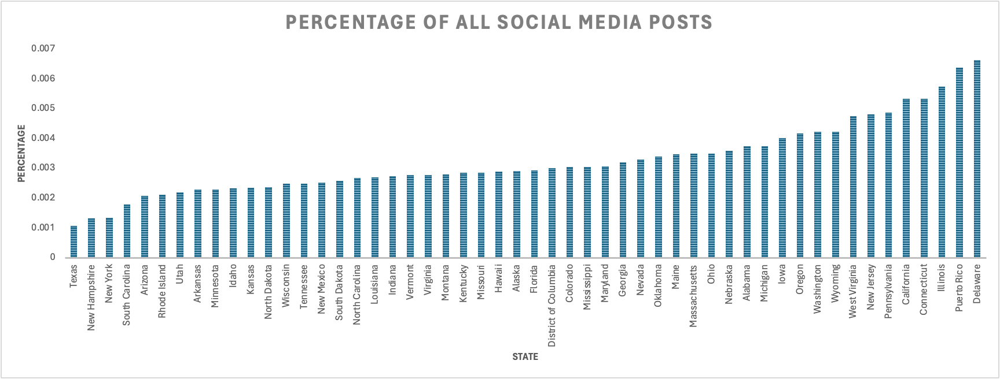 PERCENTAGE OF ALL SOCIAL MEDIA POSTS
0.007
0.006
0.005
0.004
0.003
0.002
0.001
0
PERCENTAGE
Texas
New Hampshire
New York
South Carolina
Arizona
Rhode Island
Utah
Arkansas
Minnesota
Idaho
Kansas
North Dakota
Wisconsin
Tennessee
New Mexico
South Dakota
North Carolina
Louisiana
Indiana
Vermont
Virginia
Montana
Kentucky
Missouri
Hawaii
Alaska
Florida
District of Columbia
Colorado
Mississippi
Maryland
Georgia
Nevada
Oklahoma
Maine
Massachusetts
Ohio
Nebraska
Alabama
Michigan
Iowa
Oregon
Washington
Wyoming
West Virginia
New Jersey
Pennsylvania
California
Connecticut
Illinois
Puerto Rico
Delaware
STATE